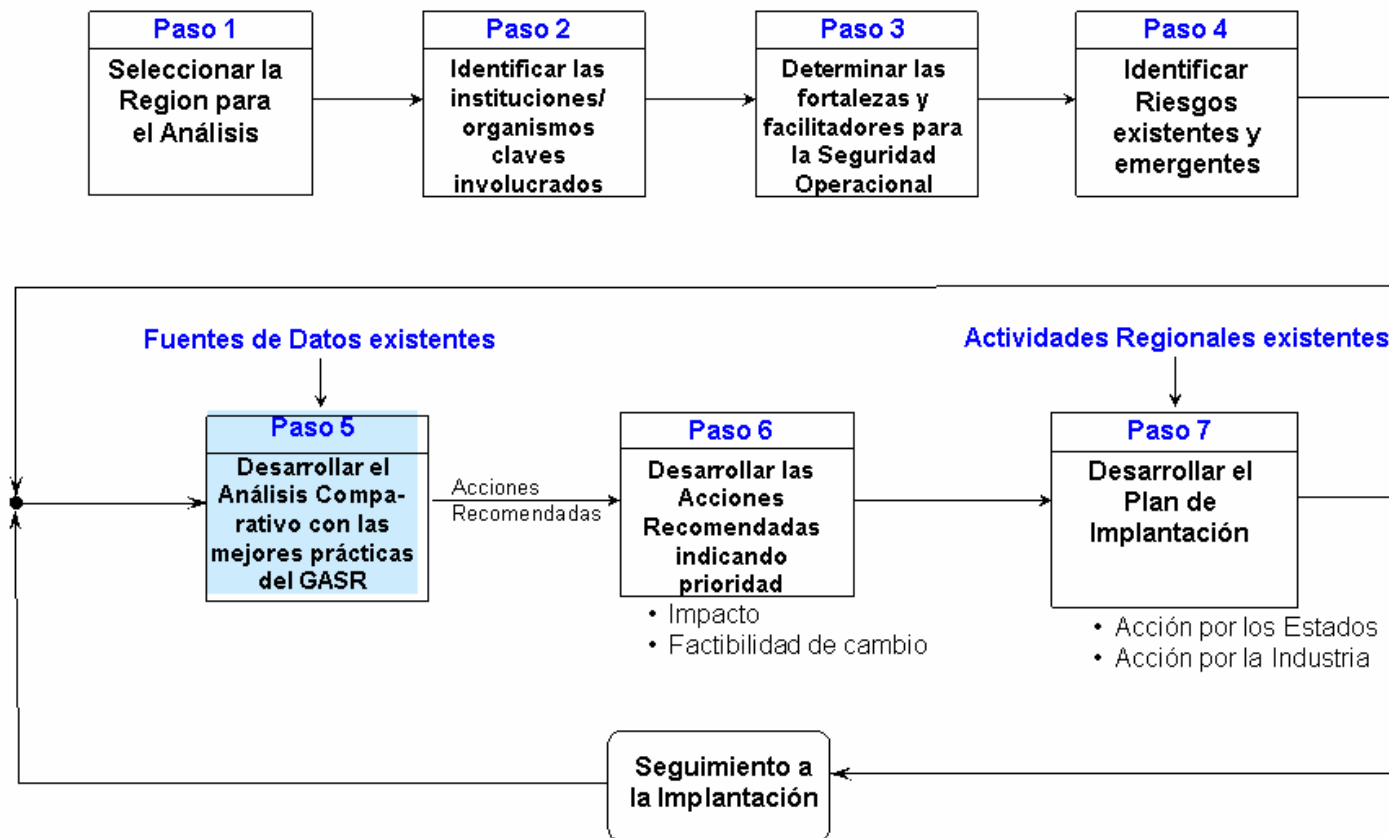 Paso 1
Seleccionar la
Region para
el Análisis
Paso 2
Identificar las
instituciones/
organismos
claves
involucrados
Paso 3
Determinar las
fortalezas y
facilitadores para
la Seguridad
Operacional
Paso 4
Identificar
Riesgos
existentes y
emergentes
Fuentes de Datos existentes
Actividades Regionales existentes
Paso 5
Desarrollar el
Análisis Compa-
rativo con las
mejores prácticas
del GASR
Acciones
Recomendadas
Paso 6
Desarrollar las
Acciones
Recomendadas
indicando
prioridad
• Impacto
• Factibilidad de cambio
Paso 7
Desarrollar el
Plan de
Implantación
• Acción por los Estados
• Acción por la Industria
Seguimiento a
la Implantación